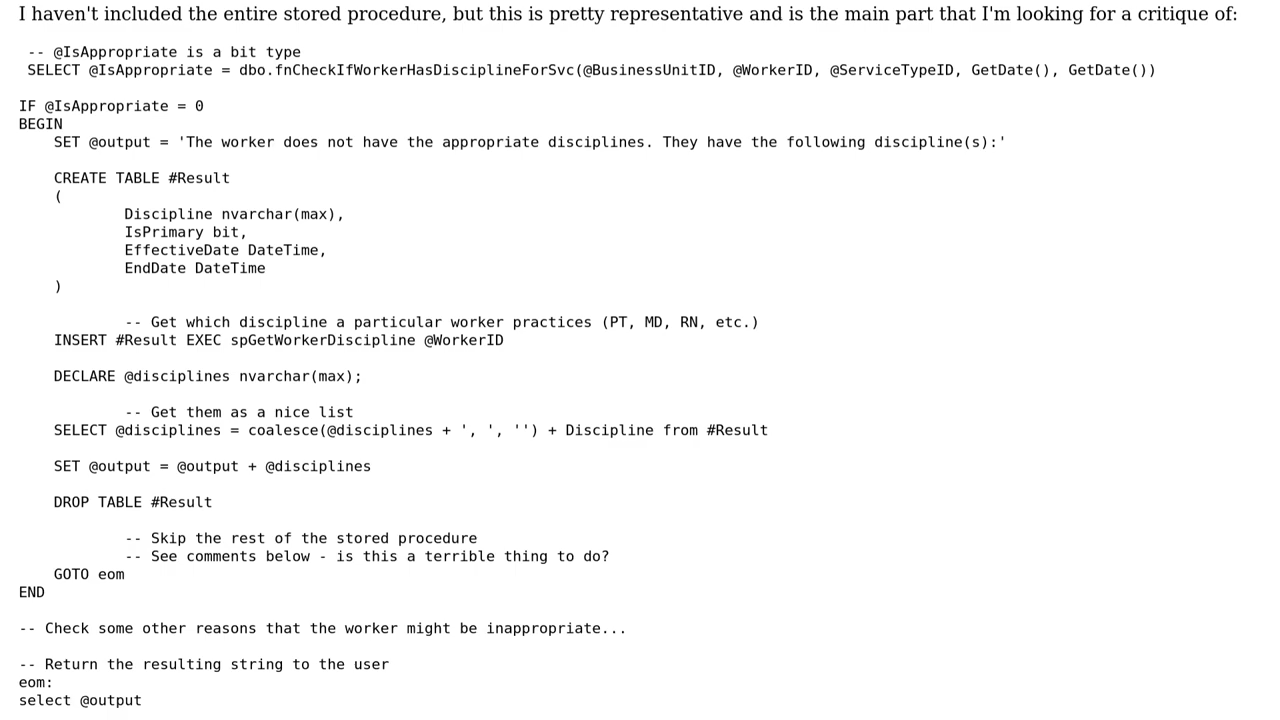 I haven't included the entire stored procedure, but this is pretty representative and is the main part that I'm looking for a critique of:
-- @IsAppropriate is a bit type
SELECT @IsAppropriate = dbo.fnCheckIfWorkerHasDisciplineForSvc(@BusinessUnitID, @WorkerID, @ServiceTypeID, GetDate(), GetDate())
IF @IsAppropriate = 0
BEGIN
SET @output = 'The worker does not have the appropriate disciplines. They have the following discipline(s):'
CREATE TABLE #Result
(
Discipline nvarchar(max),
IsPrimary bit,
EffectiveDate DateTime,
EndDate DateTime
)
-- Get which discipline a particular worker practices (PT, MD, RN, etc.)
INSERT #Result EXEC spGetWorkerDiscipline @WorkerID
DECLARE @disciplines nvarchar(max);
-- Get them as a nice list
SELECT @disciplines = coalesce(@disciplines + ', ', '') + Discipline from #Result
SET @output = @output + @disciplines
DROP TABLE #Result
-- Skip the rest of the stored procedure
-- See comments below - is this a terrible thing to do?
GOTO eom
END
-- Check some other reasons that the worker might be inappropriate...
-- Return the resulting string to the user
eom:
select @output